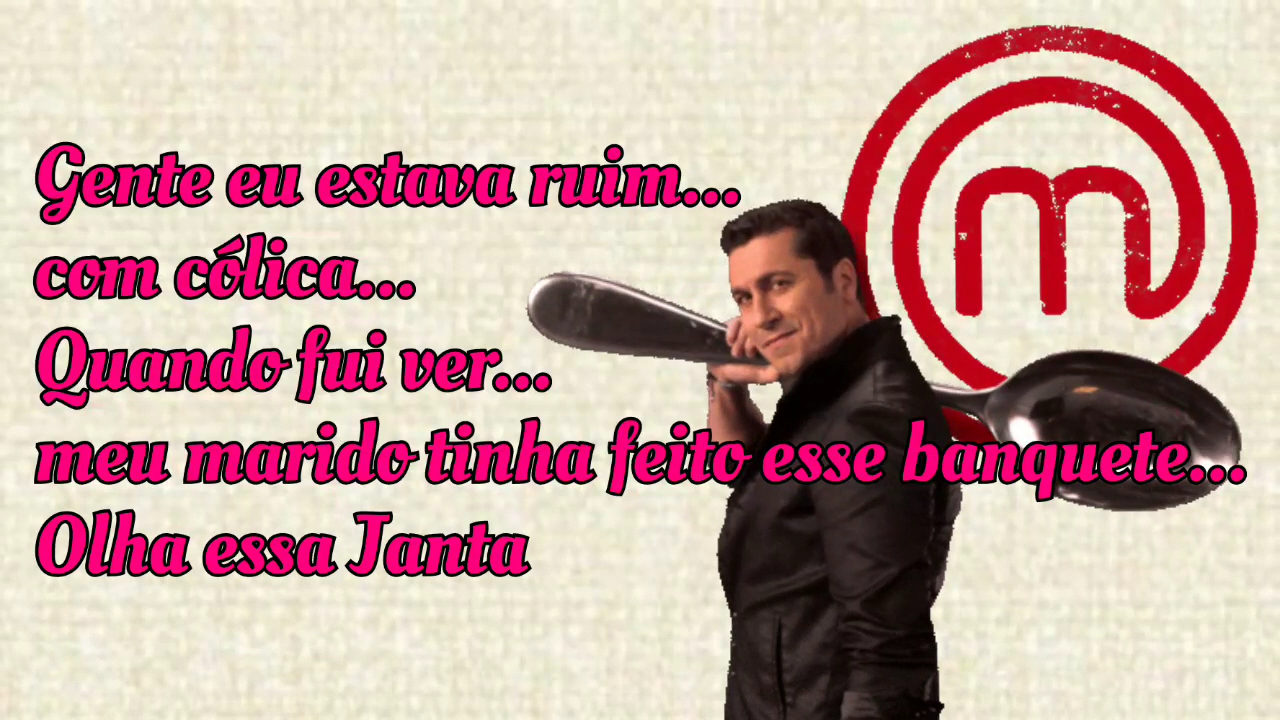 Gente eu estava ruim...
com cólica...
Quando fui ver...
meu marido tinha feito esse banquete...
Olha essa Janta
m